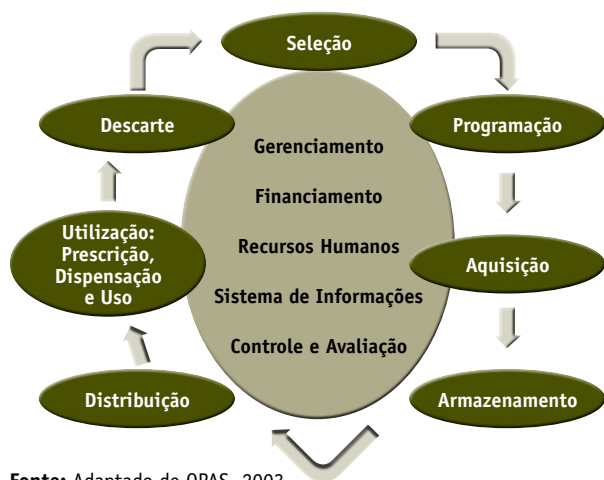 Seleção
Programação
Aquisição
Armazenamento
Distribuição
Utilização:
Prescrição,
Dispensação
e Uso
Descarte
Gerenciamento
Financiamento
Recursos Humanos
Sistema de Informações
Controle e Avaliação
Fonte: Adaptado de OPAS, 2003